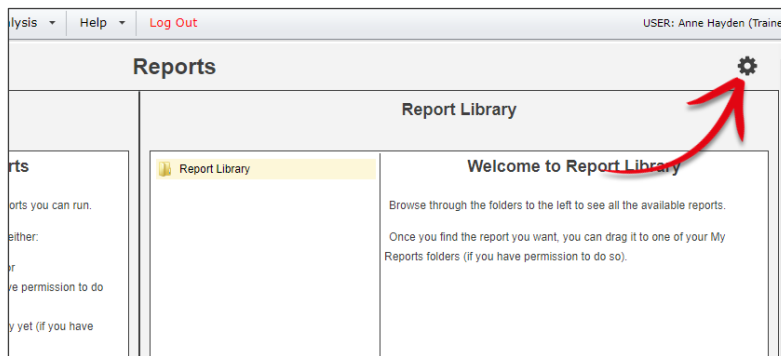 lysis Help Log Out USER: Anne Hayden (Traine
Reports
Report Library
rts
orts you can run.
either:
or
ve permission to do
y yet (if you have
Report Library
Welcome to Report Library
Browse through the folders to the left to see all the available reports.
Once you find the report you want, you can drag it to one of your My
Reports folders (if you have permission to do so).